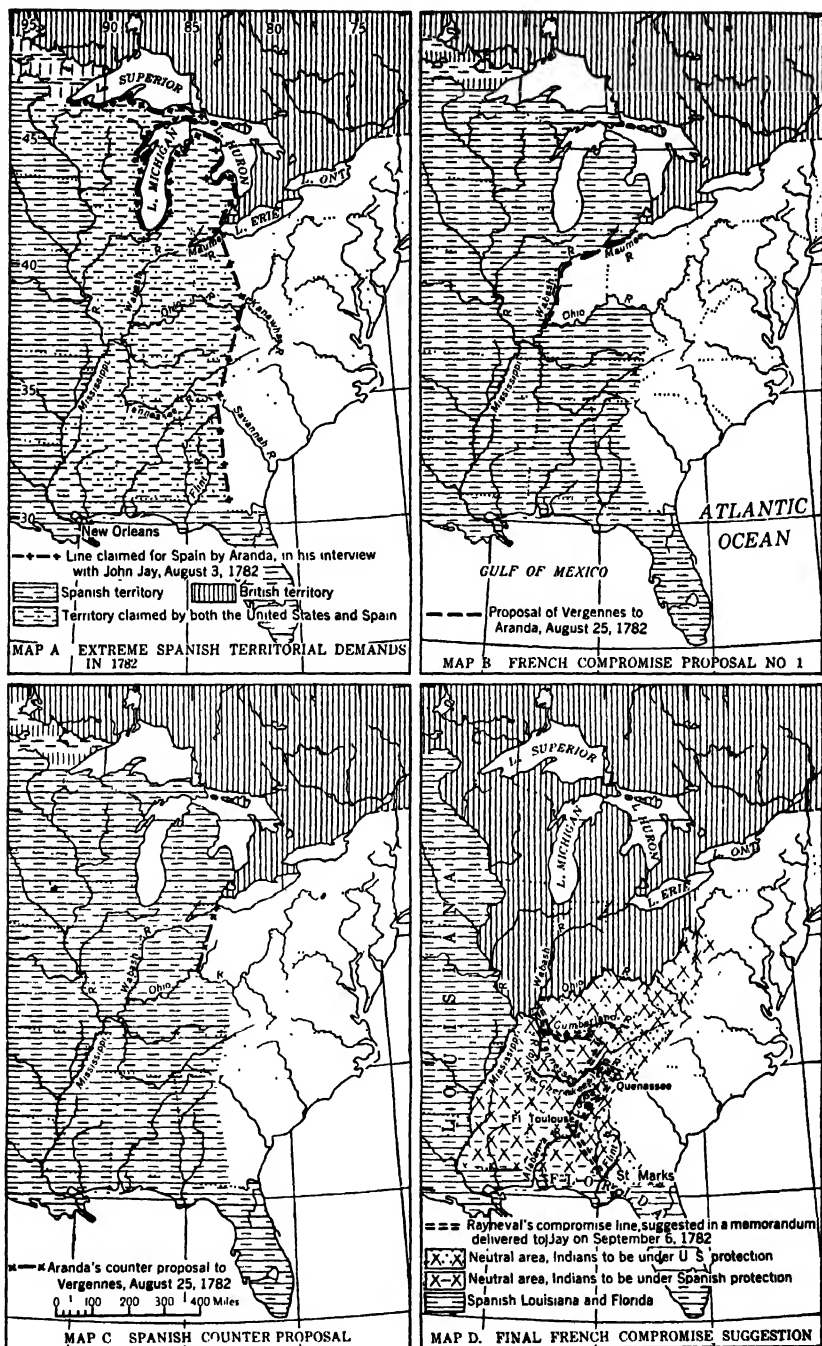 95 90 85 80 75
L. SUPERIOR
45
L. MICHIGAN
L. HURON
L. ONT.
L. ERIE
Maumee
R
40
Wabash
R
R
Ohio
R
Kanawha R
35
Mississippi
Tennessee R
Savannah R
Flint R
30
New Orleans
Line claimed for Spain by Aranda, in his interview
with John Jay, August 3, 1782
Spanish territory
British territory
Territory claimed by both the United States and Spain
MAP A EXTREME SPANISH TERRITORIAL DEMANDS
IN 1782
Maumee
R
Wabash
R
Ohio
R
Mississippi
R
ATLANTIC
OCEAN
GULF OF MEXICO
Proposal of Vergennes to
Aranda, August 25, 1782
MAP B FRENCH COMPROMISE PROPOSAL NO 1
Wabash R
Ohio
R
R
Mississippi
Aranda's counter proposal to
Vergennes, August 25, 1782
0 100 200 400 Miles
MAP C SPANISH COUNTER PROPOSAL
L. SUPERIOR
L. MICHIGAN
L. HURON
L. ONT
L. ERIE
LOUISIANA
Wabash
R
Ohio
R
R
Cumberland R
Mississippi
Cherokee
Quenassee
Ft Toulouse
Alabama R
Flint
St Marks
FLORIDA
Rayneval's compromise line, suggested in a memorandum
delivered to Jay on September 6, 1782
Neutral area, Indians to be under U S protection
Neutral area, Indians to be under Spanish protection
Spanish Louisiana and Florida
MAP D. FINAL FRENCH COMPROMISE SUGGESTION